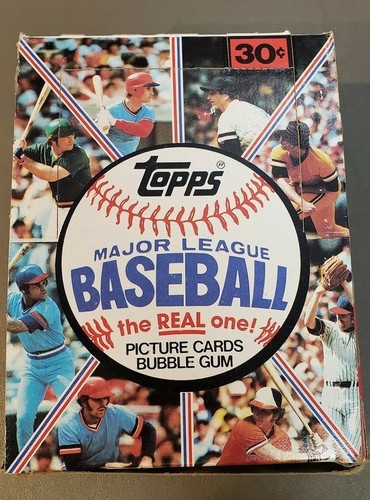 30¢
TOPPS
MAJOR LEAGUE
BASEBALL
the REAL one!
PICTURE CARDS
BUBBLE GUM